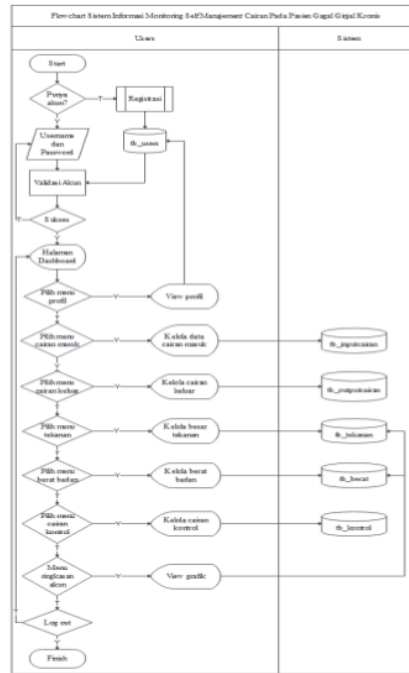 Flowchart Sistem Informasi Monitoring Self Manajement Cairan Pada Pasien Gagal Ginjal Kronis
Users
Sistem
Start
Punya
akun?
T
Registrasi
Y
Username
dan
Password
tb_users
Validasi Akun
T
Sukses
Y
Halaman
Dashboard
Pilih menu
profil
Y
View profil
Pilih menu
cairan masuk
Y
Kelola data
cairan masuk
tb_inputcairan
Pilih menu
cairan keluar
Y
Kelola cairan
keluar
tb_outputcairan
Pilih menu
tekanan
Y
Kelola besar
tekanan
tb_tekanan
Pilih menu
berat badan
Y
Kelola berat
badan
tb_berat
Pilih menu
cairan
kontrol
Y
Kelola cairan
kontrol
tb_kontrol
Menu
ringkasan
akun
Y
View grafik
Log out
Y
Finish